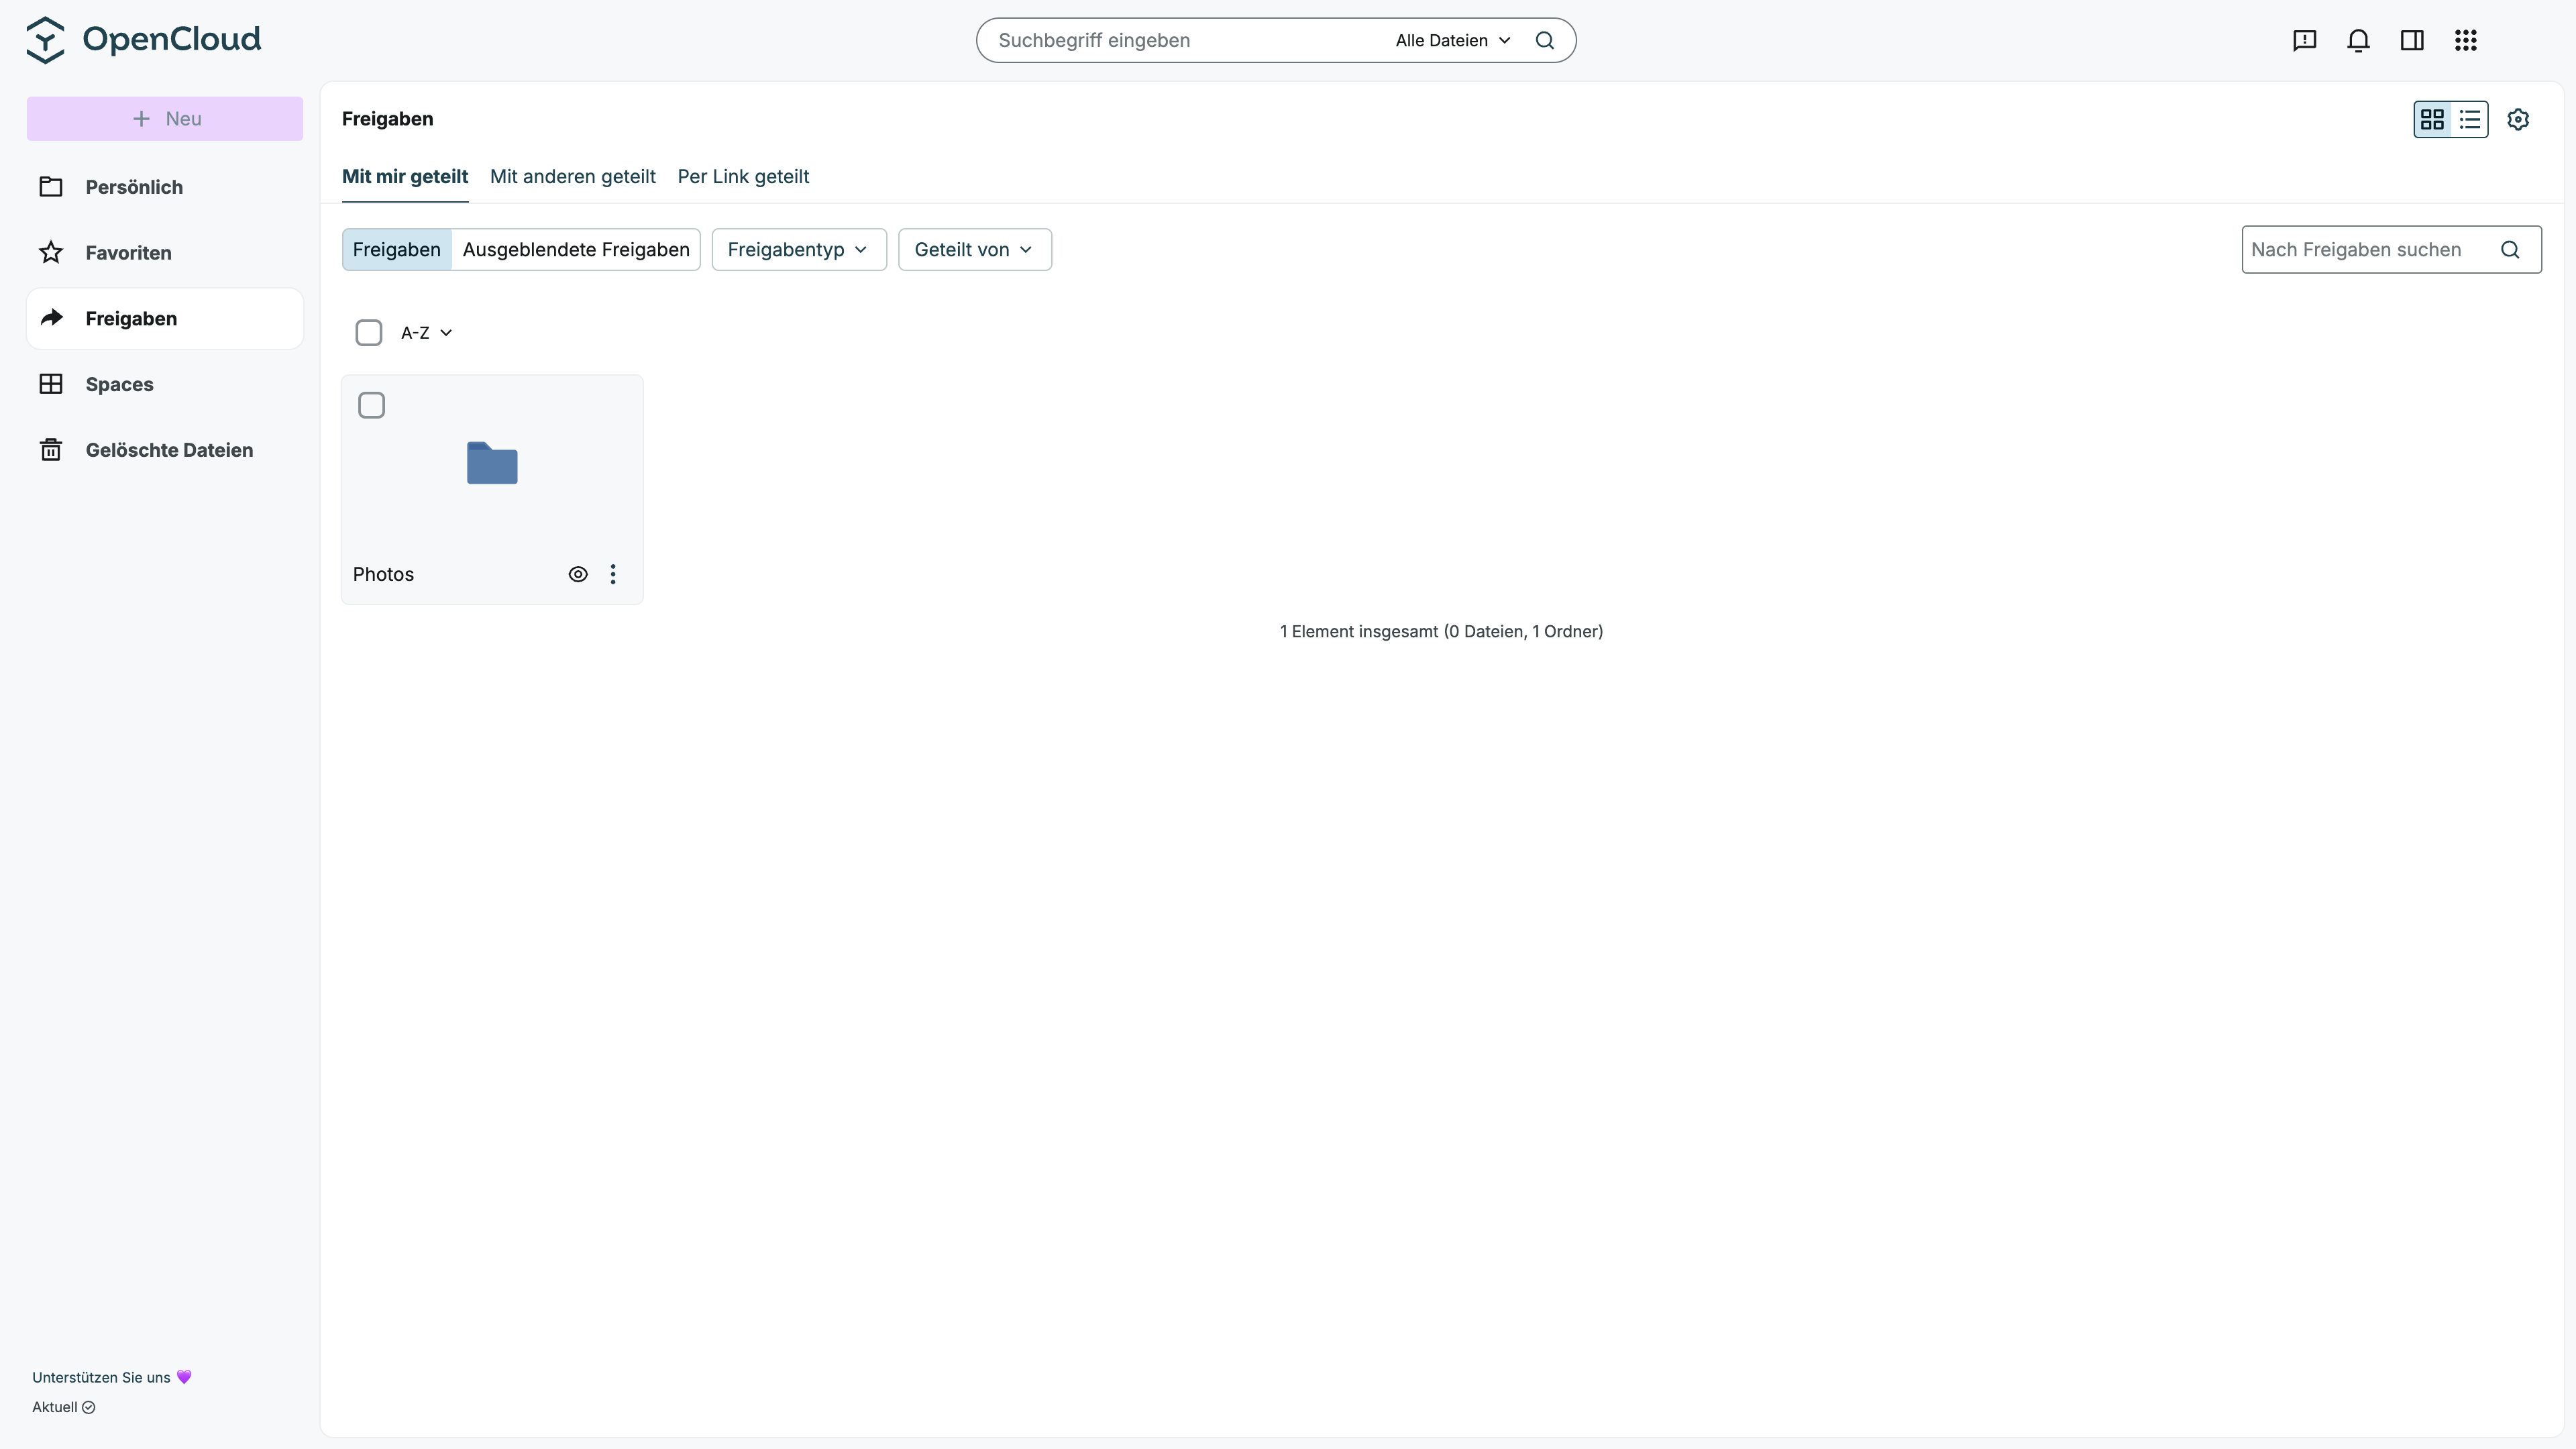 OpenCloud
Suchbegriff eingeben
Alle Dateien
Neu
Persönlich
Favoriten
Freigaben
Spaces
Gelöschte Dateien
Freigaben
Mit mir geteilt Mit anderen geteilt Per Link geteilt
Freigaben Ausgeblendete Freigaben Freigabentyp Geteilt von Nach Freigaben suchen
A-Z
Photos
1 Element insgesamt (0 Dateien, 1 Ordner)
Unterstützen Sie uns 💜
Aktuell